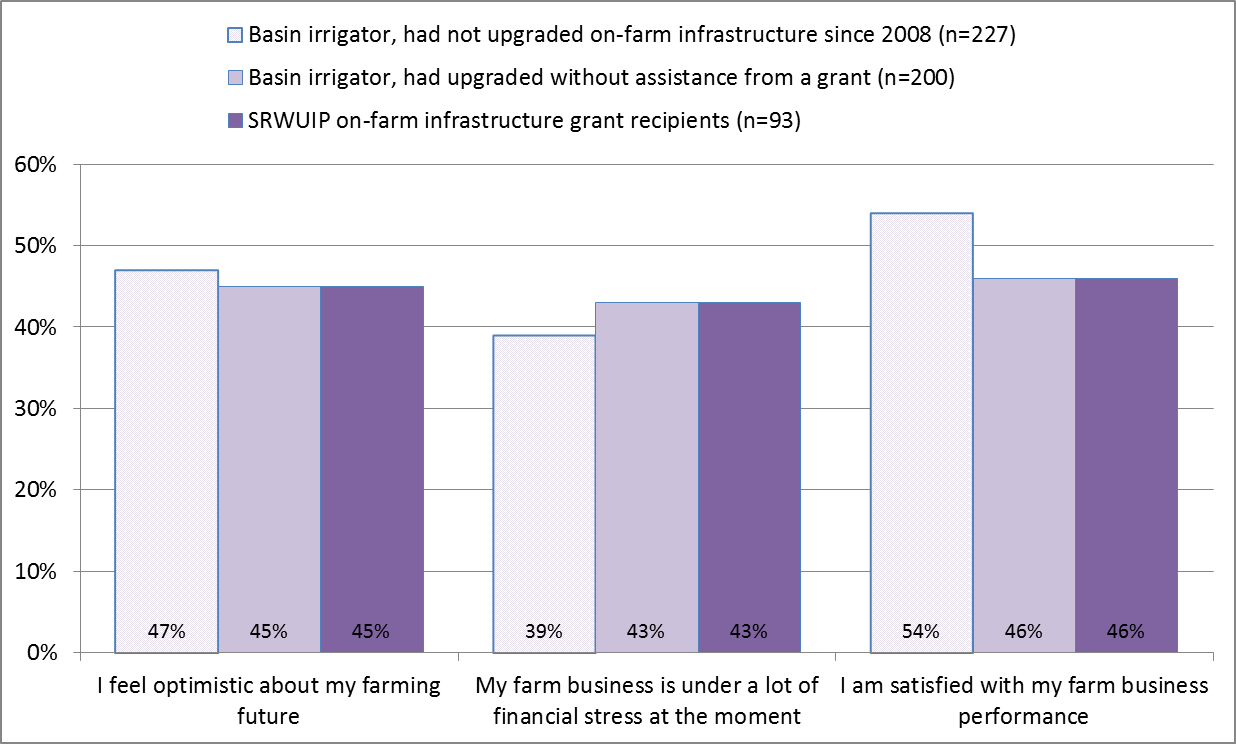 Basin irrigator, had not upgraded on-farm infrastructure since 2008 (n=227)
Basin irrigator, had upgraded without assistance from a grant (n=200)
SRWUIP on-farm infrastructure grant recipients (n=93)
60%
50%
40%
30%
20%
10%
0%
47% 45% 45% 39% 43% 43% 54% 46% 46%
I feel optimistic about my farming
future
My farm business is under a lot of
financial stress at the moment
I am satisfied with my farm business
performance